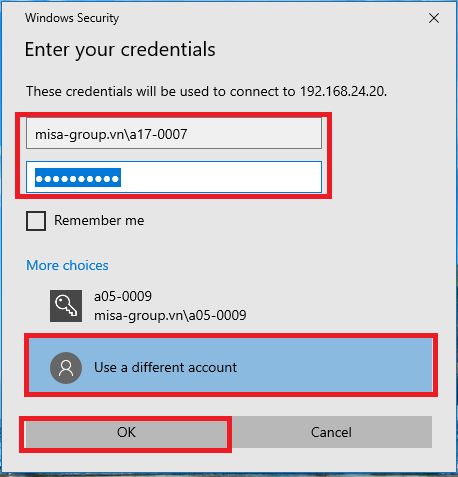 Windows Security
Enter your credentials
These credentials will be used to connect to 192.168.24.20.
misa-group.vn\a17-0007
●●●●●●●●●●
Remember me
More choices
a05-0009
misa-group.vn\a05-0009
Use a different account
OK
Cancel